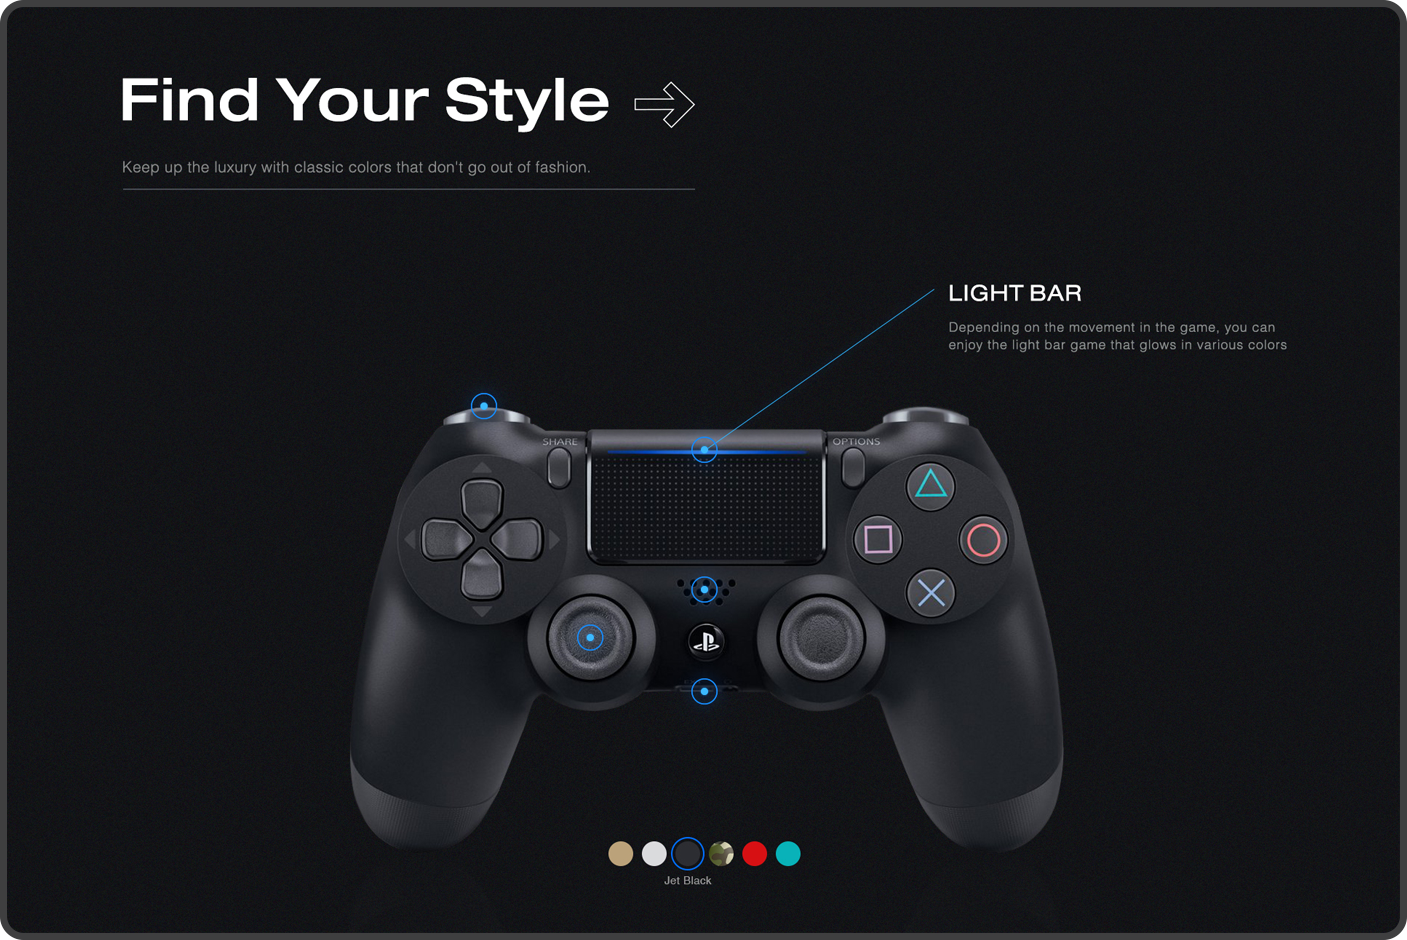 Find Your Style
Keep up the luxury with classic colors that don't go out of fashion.
LIGHT BAR
Depending on the movement in the game, you can
enjoy the light bar game that glows in various colors
SHARE
OPTIONS
Jet Black